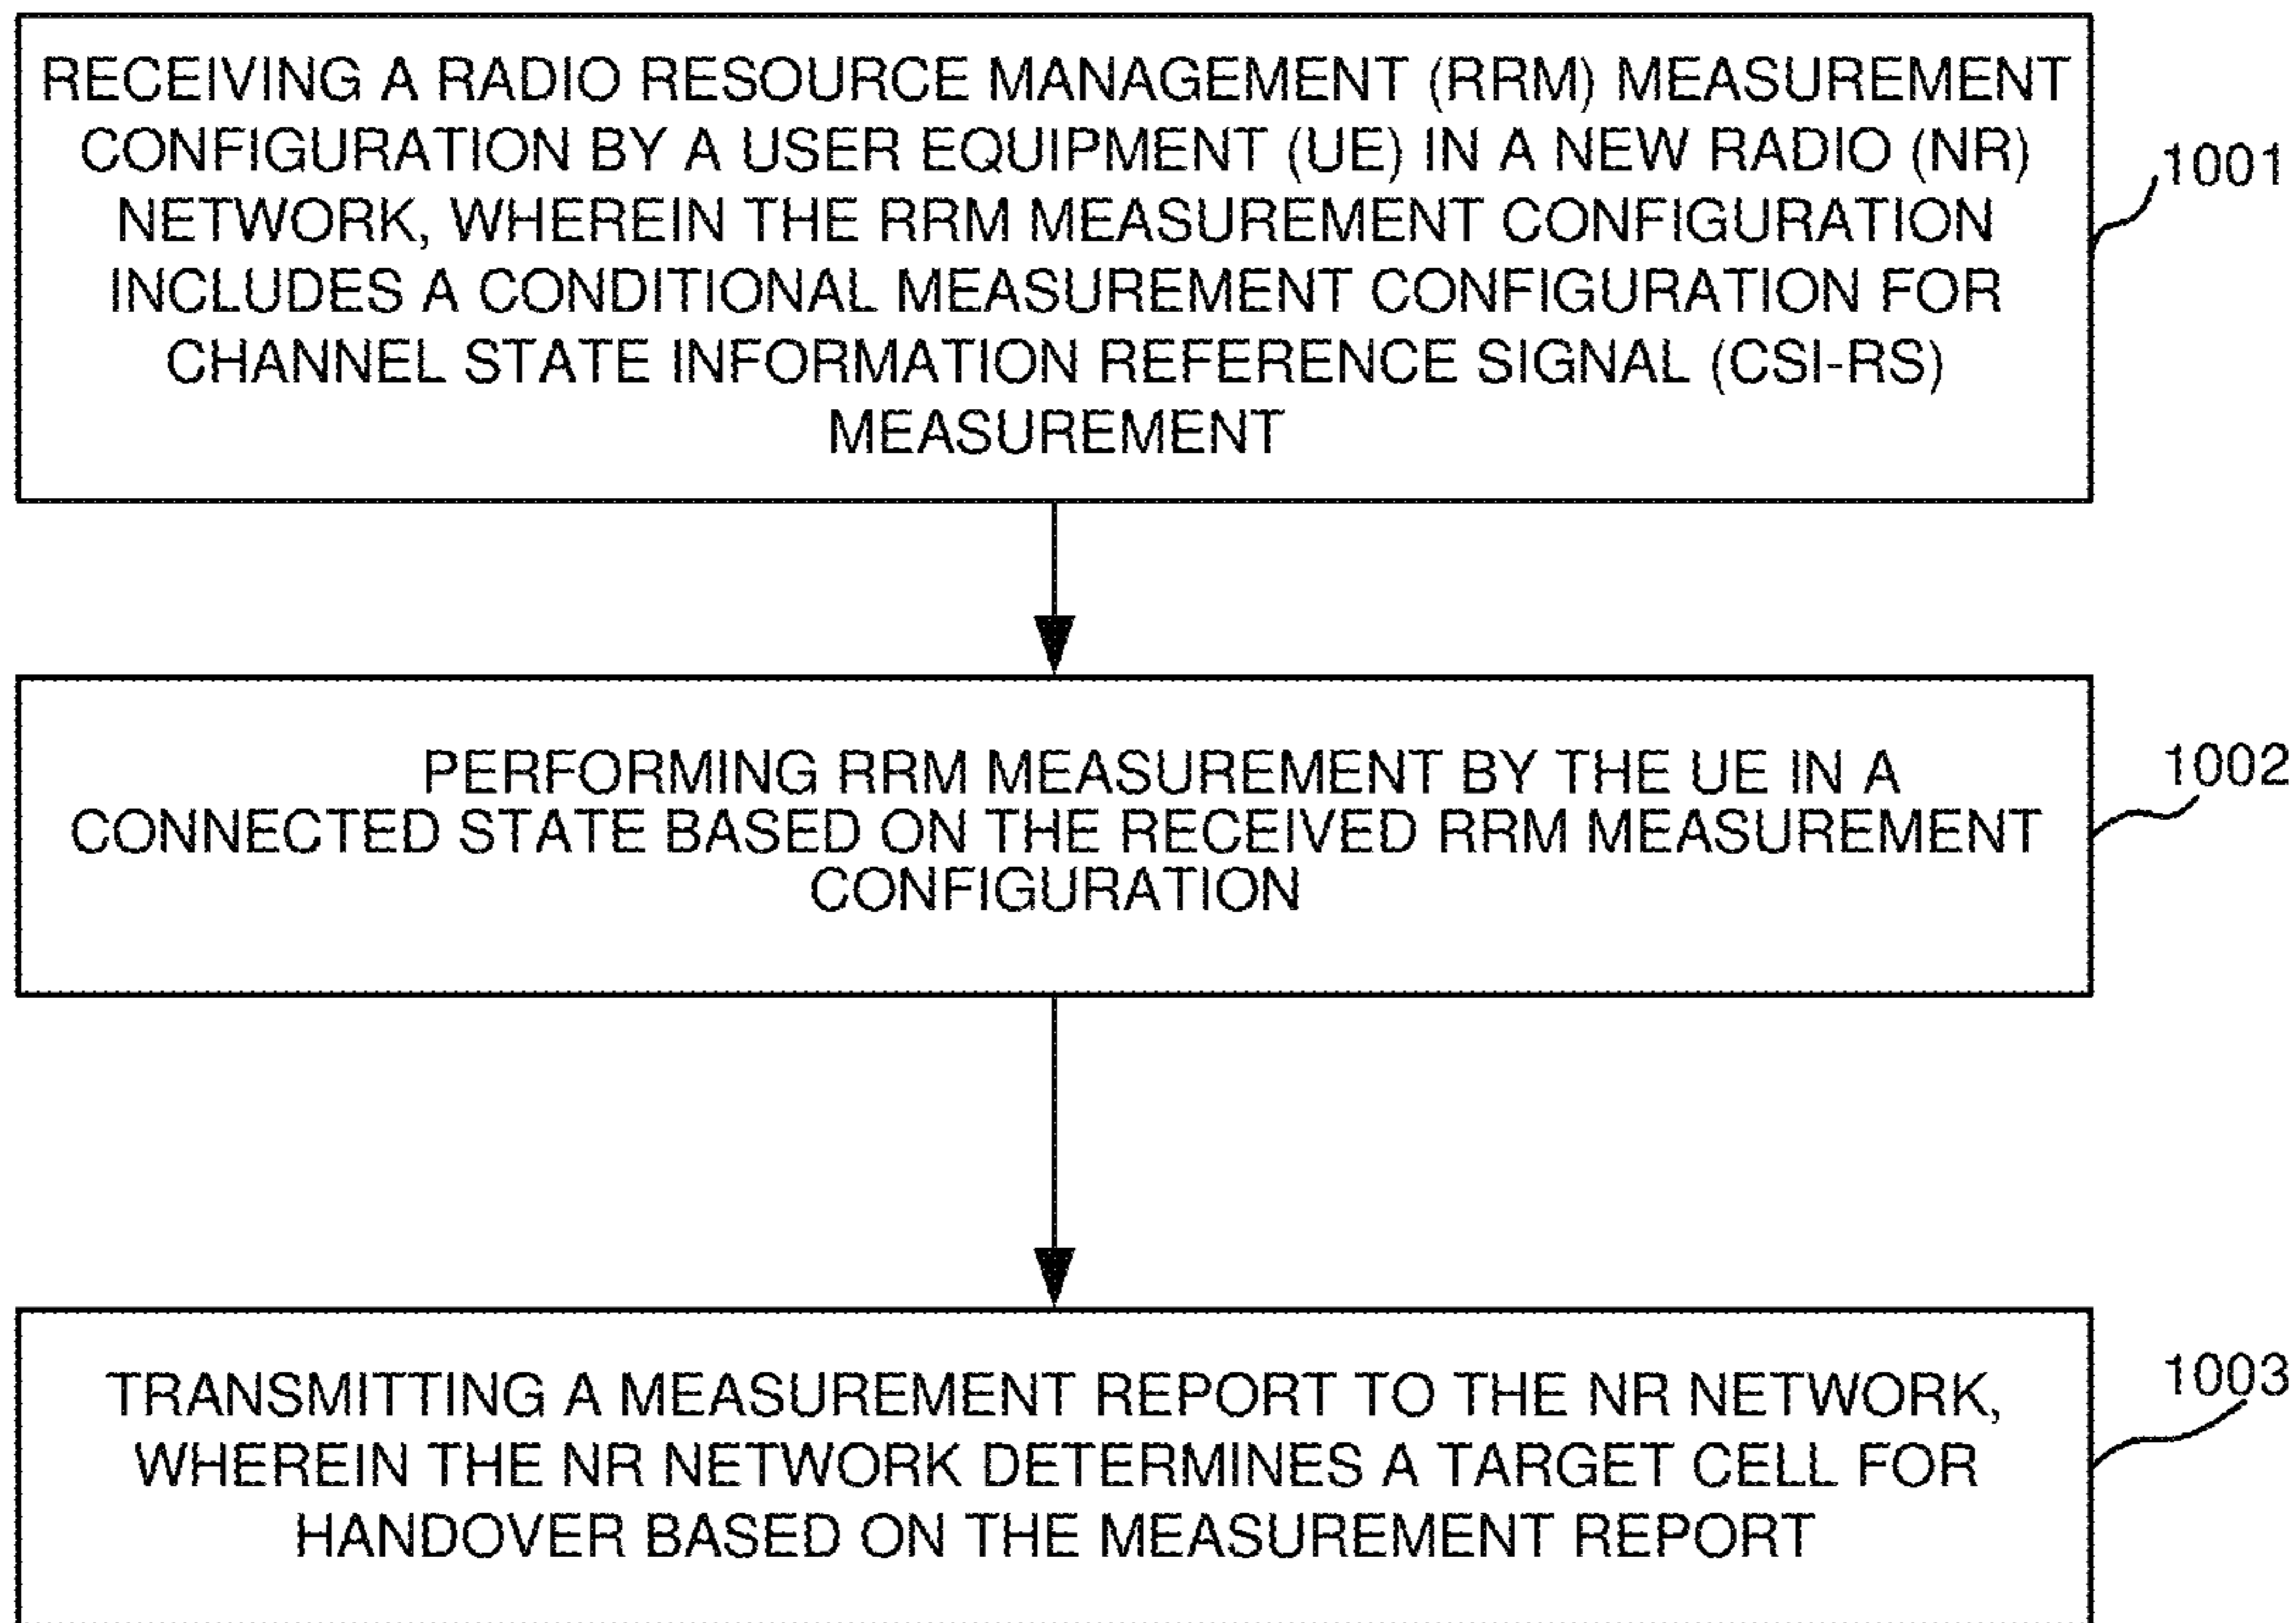 RECEIVING A RADIO RESOURCE MANAGEMENT (RRM) MEASUREMENT
CONFIGURATION BY A USER EQUIPMENT (UE) IN A NEW RADIO (NR)
NETWORK, WHEREIN THE RRM MEASUREMENT CONFIGURATION
INCLUDES A CONDITIONAL MEASUREMENT CONFIGURATION FOR
CHANNEL STATE INFORMATION REFERENCE SIGNAL (CSI-RS)
MEASUREMENT
1001
PERFORMING RRM MEASUREMENT BY THE UE IN A
CONNECTED STATE BASED ON THE RECEIVED RRM MEASUREMENT
CONFIGURATION
1002
TRANSMITTING A MEASUREMENT REPORT TO THE NR NETWORK,
WHEREIN THE NR NETWORK DETERMINES A TARGET CELL FOR
HANDOVER BASED ON THE MEASUREMENT REPORT
1003